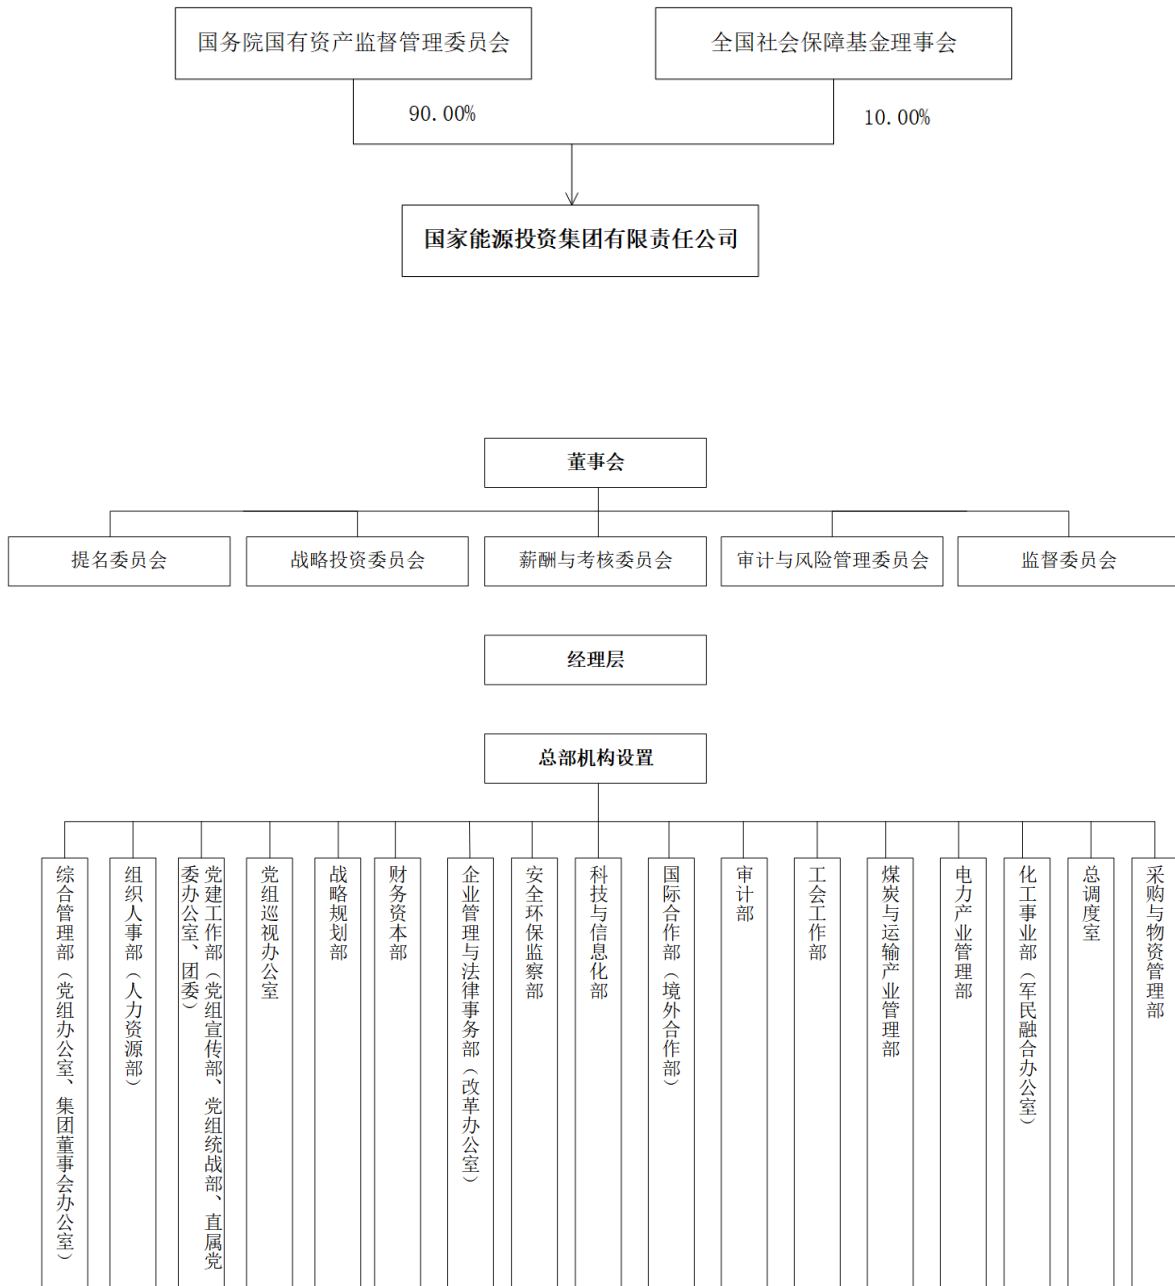 国务院国有资产监督管理委员会
全国社会保障基金理事会
90.00%
10.00%
国家能源投资集团有限责任公司
董事会
提名委员会
战略投资委员会
薪酬与考核委员会
审计与风险管理委员会
监督委员会
经理层
总部机构设置
综合管理部（党组办公室、集团董事会办公室）
组织人事部（人力资源部）
党建工作部（党组宣传部、党组统战部、直属党
委办公室、团委）
党组巡视办公室
战略规划部
财务资本部
企业管理与法律事务部（改革办公室）
安全环保监察部
科技与信息化部
国际合作部（境外合作部）
审计部
工会工作部
煤炭与运输产业管理部
电力产业管理部
化工事业部（军民融合办公室）
总调度室
采购与物资管理部